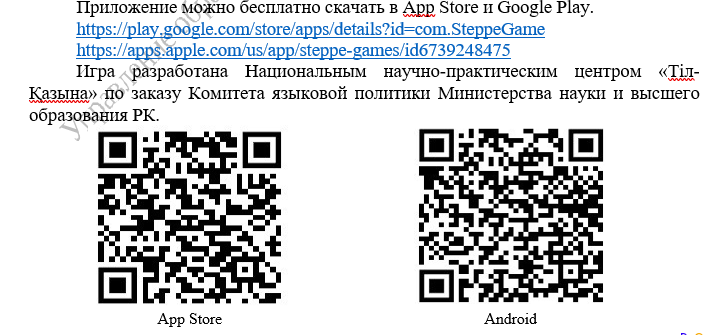 Приложение можно бесплатно скачать в App Store и Google Play.
https://play.google.com/store/apps/details?id=com.SteppeGame
https://apps.apple.com/us/app/steppe-games/id6739248475
Игра разработана Национальным научно-практическим центром «Тіл-
Қазына» по заказу Комитета языковой политики Министерства науки и высшего
образования РК.
App Store
Android